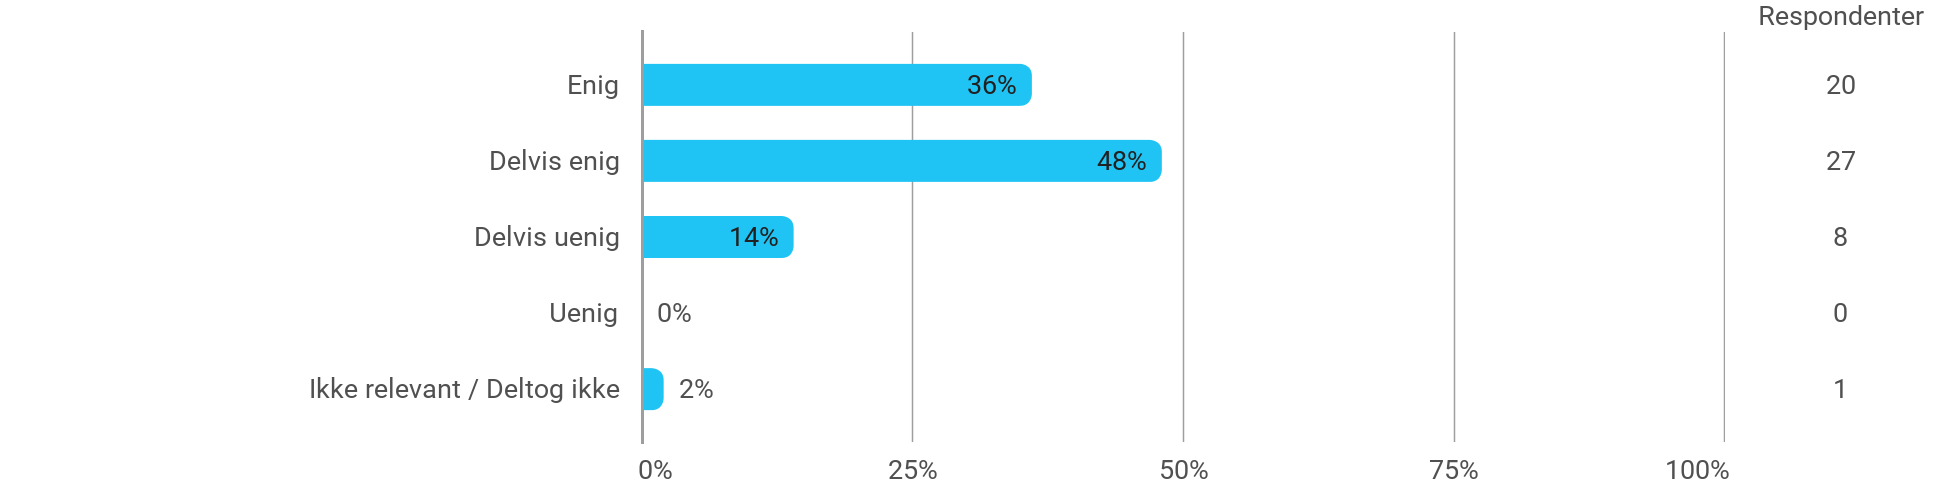 Respondenter
Enig 36% 20
Delvis enig 48% 27
Delvis uenig 14% 8
Uenig 0% 0
Ikke relevant / Deltog ikke 2% 1
0% 25% 50% 75% 100%